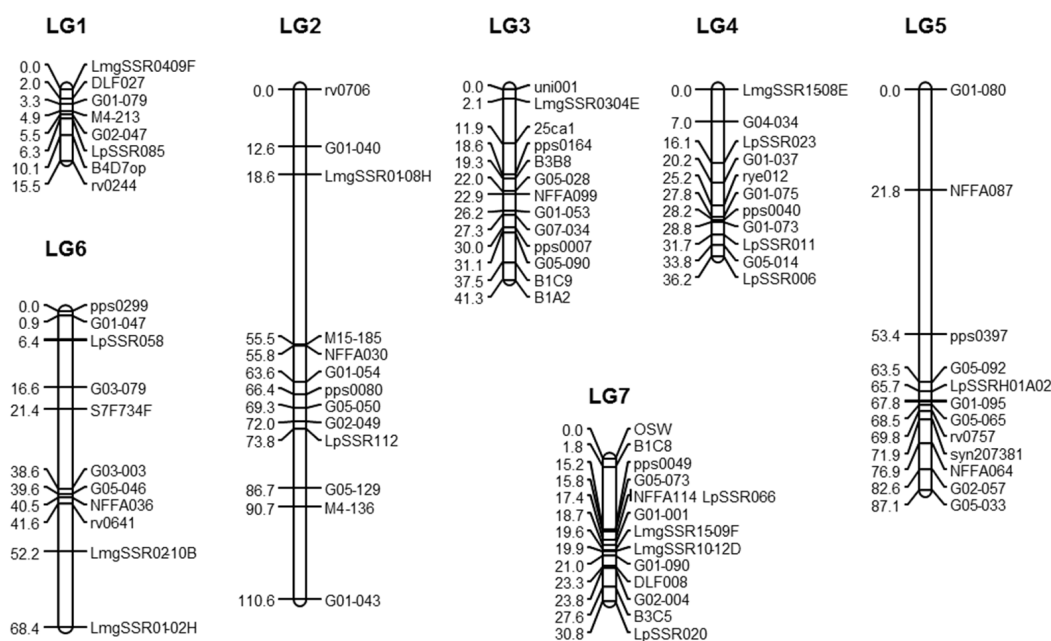 LG1
0.0 LmgSSR0409F
2.0 DLF027
3.3 G01-079
4.9 M4-213
5.5 G02-047
6.3 LpSSR085
10.1 B4D7op
15.5 rv0244
LG2
0.0 rv0706
12.6 G01-040
18.6 LmgSSR01-08H
55.5 M15-185
55.8 NFFA030
63.6 G01-054
66.4 pps0080
69.3 G05-050
72.0 G02-049
73.8 LpSSR112
86.7 G05-129
90.7 M4-136
110.6 G01-043
LG3
0.0 uni001
2.1 LmgSSR0304E
11.9 25ca1
18.6 pps0164
19.3 B3B8
22.0 G05-028
22.9 NFFA099
26.2 G01-053
27.3 G07-034
30.0 pps0007
31.1 G05-090
37.5 B1C9
41.3 B1A2
LG4
0.0 LmgSSR1508E
7.0 G04-034
16.1 LpSSR023
20.2 G01-037
25.2 rye012
27.8 G01-075
28.2 pps0040
28.8 G01-073
31.7 LpSSR011
33.8 G05-014
36.2 LpSSR006
LG5
0.0 G01-080
21.8 NFFA087
53.4 pps0397
63.5 G05-092
65.7 LpSSRH01A02
67.8 G01-095
68.5 G05-065
69.8 rv0757
71.9 syn207381
76.9 NFFA064
82.6 G02-057
87.1 G05-033
LG6
0.0 pps0299
0.9 G01-047
6.4 LpSSR058
16.6 G03-079
21.4 S7F734F
38.6 G03-003
39.6 G05-046
40.5 NFFA036
41.6 rv0641
52.2 LmgSSR0210B
68.4 LmgSSR01-02H
LG7
0.0 OSW
1.8 B1C8
15.2 pps0049
15.8 G05-073
17.4 NFFA114 LpSSR066
18.7 G01-001
19.6 LmgSSR15-09F
19.9 LmgSSR10-12D
21.0 G01-090
23.3 DLF008
23.8 G02-004
27.6 B3C5
30.8 LpSSR020